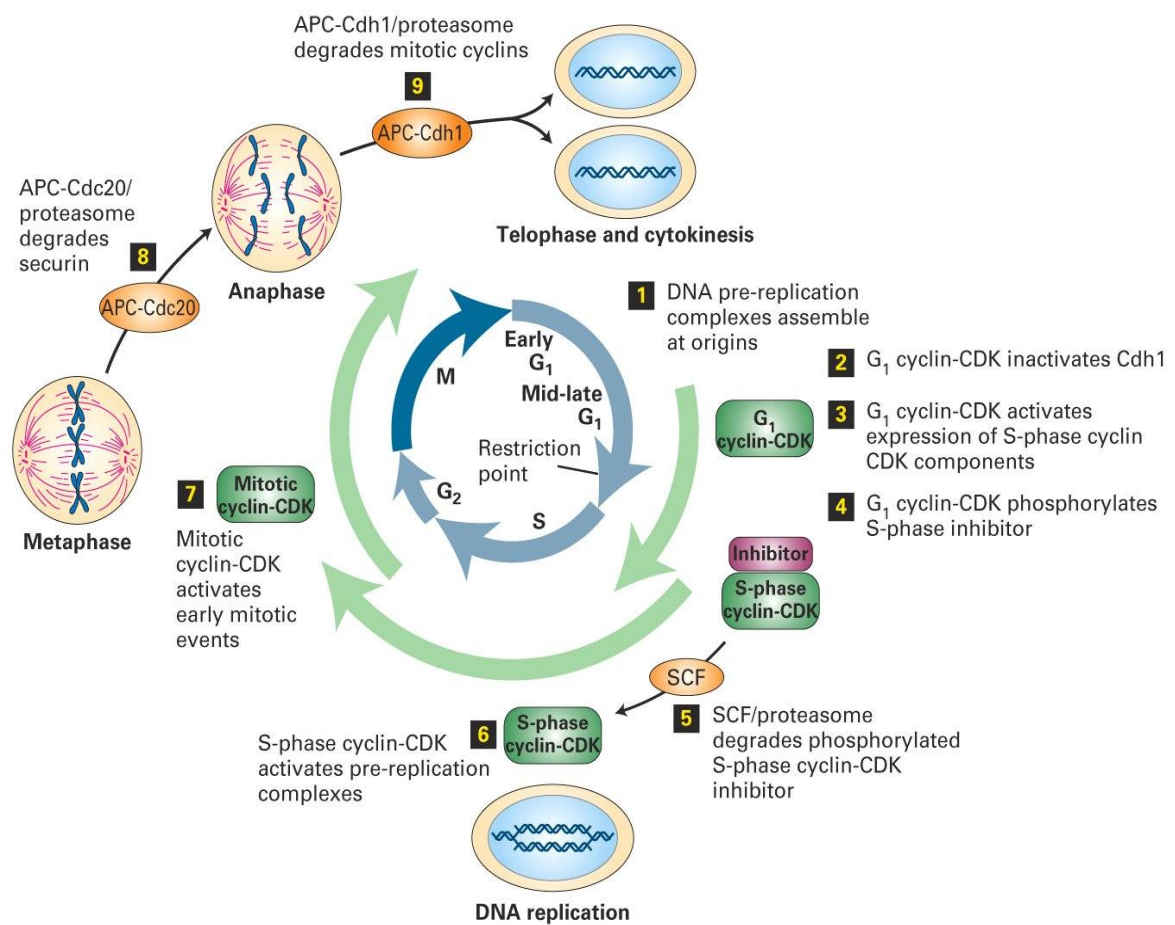 APC-Cdh1/proteasome
degrades mitotic cyclins
9
APC-Cdh1
Telophase and cytokinesis
APC-Cdc20/
proteasome
degrades
securin
8
APC-Cdc20
Anaphase
Metaphase
1 DNA pre-replication
complexes assemble
at origins
2 G₁ cyclin-CDK inactivates Cdh1
3 G₁ cyclin-CDK activates
expression of S-phase cyclin
CDK components
4 G₁ cyclin-CDK phosphorylates
S-phase inhibitor
G₁
cyclin-CDK
Early
G₁
Mid-late
G₁
Restriction
point
S
G₂
M
Inhibitor
S-phase
cyclin-CDK
SCF
5 SCF/proteasome
degrades phosphorylated
S-phase cyclin-CDK
inhibitor
6
S-phase
cyclin-CDK
S-phase cyclin-CDK
activates pre-replication
complexes
DNA replication
7
Mitotic
cyclin-CDK
Mitotic
cyclin-CDK
activates
early mitotic
events